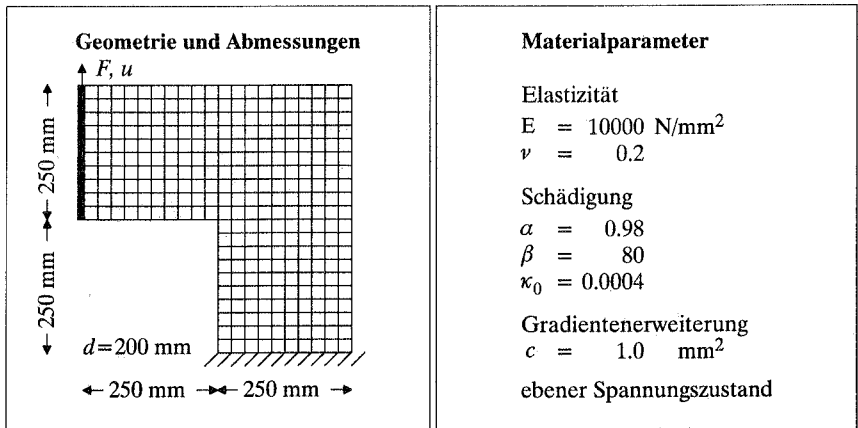 Geometrie und Abmessungen
F, u
250 mm
250 mm
d=200 mm
250 mm
250 mm
Materialparameter
Elastizität
E = 10000 N/mm²
ν = 0.2
Schädigung
α = 0.98
β = 80
κ₀ = 0.0004
Gradientenerweiterung
c = 1.0 mm²
ebener Spannungszustand